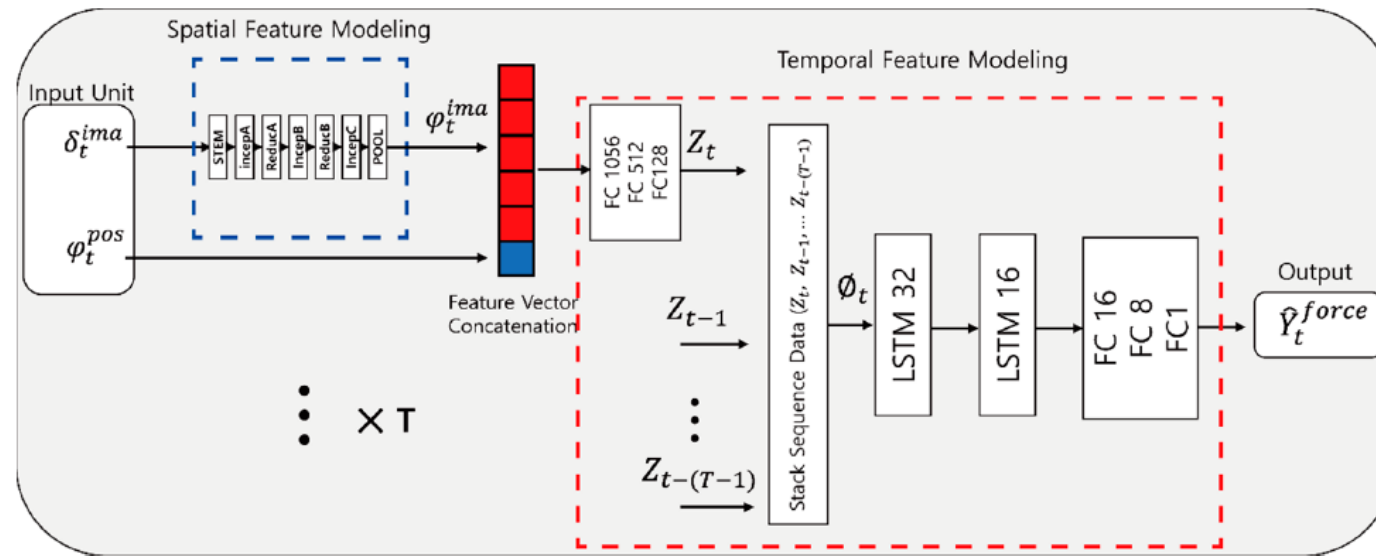 Spatial Feature Modeling
Temporal Feature Modeling
Input Unit
δ_t^{ima}
STEM
incepA
ReducA
IncepB
ReducB
IncepC
POOL
φ_t^{ima}
φ_t^{pos}
Feature Vector
Concatenation
× T
FC 1056
FC 512
FC128
Z_t
Z_{t−1}
Z_{t−(T−1)}
Stack Sequence Data (Z_t, Z_{t−1},... Z_{t−(T−1)})
∅_t
LSTM 32
LSTM 16
FC 16
FC 8
FC1
Output
Ŷ_t^{force}